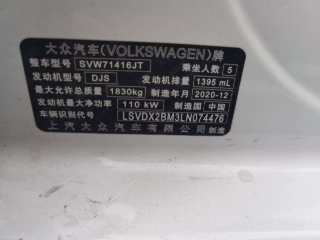 大众汽车(VOLKSWAGEN)牌
整车型号 SVW71416JT 乘坐人数 5
发动机型号 DJS 发动机排量 1395 mL
最大允许总质量 1830kg 制造年月 2020-12
发动机最大净功率 110 kW 制造国 中国
车辆识别代号 LSVDX2BM3LN074476
上汽大众汽车有限公司 制造